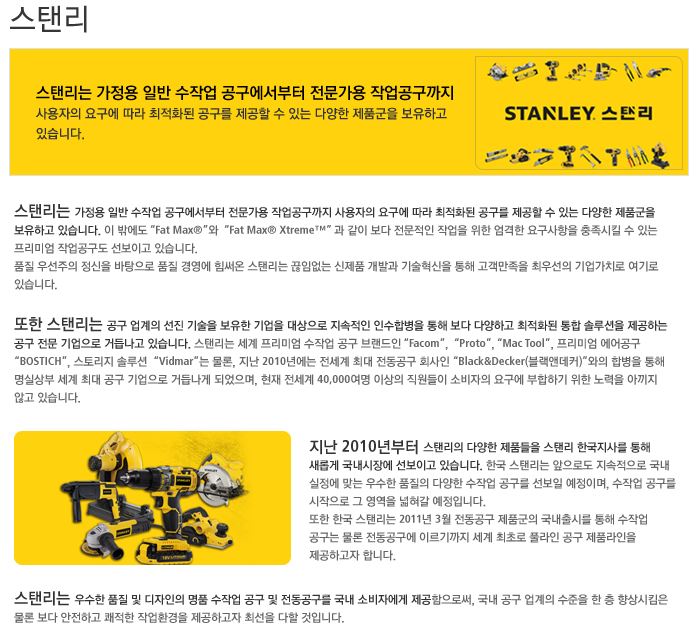 스탠리
스탠리는 가정용 일반 수작업 공구에서부터 전문가용 작업공구까지
사용자의 요구에 따라 최적화된 공구를 제공할 수 있는 다양한 제품군을 보유하고
있습니다.
STANLEY 스탠리
스탠리는 가정용 일반 수작업 공구에서부터 전문가용 작업공구까지 사용자의 요구에 따라 최적화된 공구를 제공할 수 있는 다양한 제품군을
보유하고 있습니다. 이 밖에도 “Fat Max®”와 “Fat Max® Xtreme™” 과 같이 보다 전문적인 작업을 위한 엄격한 요구사항을 충족시킬 수 있는
프리미엄 작업공구도 선보이고 있습니다.
품질 우선주의 정신을 바탕으로 품질 경영에 힘써온 스탠리는 끊임없는 신제품 개발과 기술혁신을 통해 고객만족을 최우선의 기업가치로 여기고
있습니다.
또한 스탠리는 공구 업계의 선진 기술을 보유한 기업을 대상으로 지속적인 인수합병을 통해 보다 다양하고 최적화된 통합 솔루션을 제공하는
공구 전문 기업으로 거듭나고 있습니다. 스탠리는 세계 프리미엄 수작업 공구 브랜드인 “Facom”, “Proto”, “Mac Tool”, 프리미엄 에어공구
“BOSTICH”, 스토리지 솔루션 “Vidmar”는 물론, 지난 2010년에는 전세계 최대 전동공구 회사인 “Black&Decker(블랙앤데커)”와의 합병을 통해
명실상부 세계 최대 공구 기업으로 거듭나게 되었으며, 현재 전세계 40,000여명 이상의 직원들이 소비자의 요구에 부합하기 위한 노력을 아끼지
않고 있습니다.
지난 2010년부터 스탠리의 다양한 제품들을 스탠리 한국지사를 통해
새롭게 국내시장에 선보이고 있습니다. 한국 스탠리는 앞으로도 지속적으로 국내
실정에 맞는 우수한 품질의 다양한 수작업 공구를 선보일 예정이며, 수작업 공구를
시작으로 그 영역을 넓혀갈 예정입니다.
또한 한국 스탠리는 2011년 3월 전동공구 제품군의 국내출시를 통해 수작업
공구는 물론 전동공구에 이르기까지 세계 최초로 풀라인 공구 제품라인을
제공하고자 합니다.
스탠리는 우수한 품질 및 디자인의 명품 수작업 공구 및 전동공구를 국내 소비자에게 제공함으로써, 국내 공구 업계의 수준을 한 층 향상시킴은
물론 보다 안전하고 쾌적한 작업환경을 제공하고자 최선을 다할 것입니다.